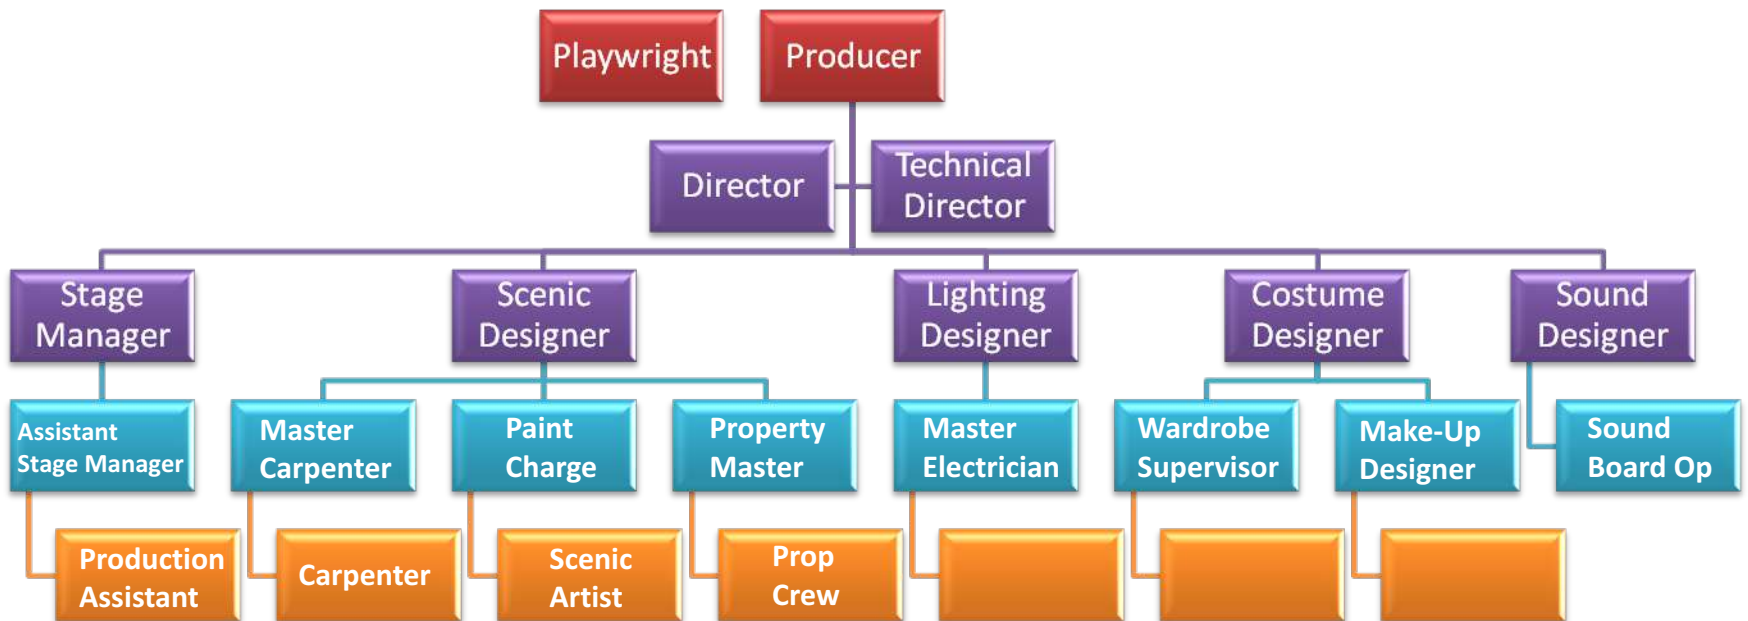 Playwright
Producer
Director
Technical
Director
Stage
Manager
Scenic
Designer
Lighting
Designer
Costume
Designer
Sound
Designer
Assistant
Stage Manager
Master
Carpenter
Paint
Charge
Property
Master
Master
Electrician
Wardrobe
Supervisor
Make-Up
Designer
Sound
Board Op
Production
Assistant
Carpenter
Scenic
Artist
Prop
Crew